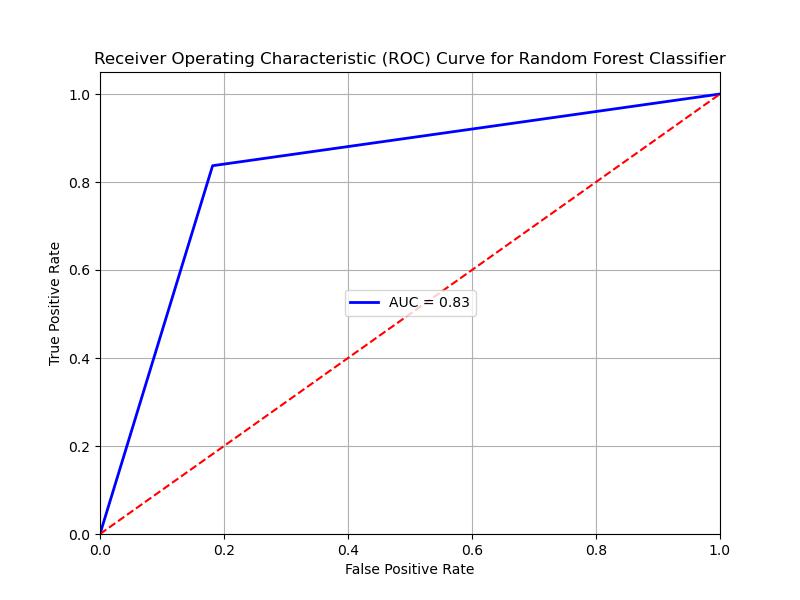 Receiver Operating Characteristic (ROC) Curve for Random Forest Classifier
True Positive Rate
1.0
0.8
0.6
0.4
0.2
0.0
AUC = 0.83
0.0 0.2 0.4 0.6 0.8 1.0
False Positive Rate